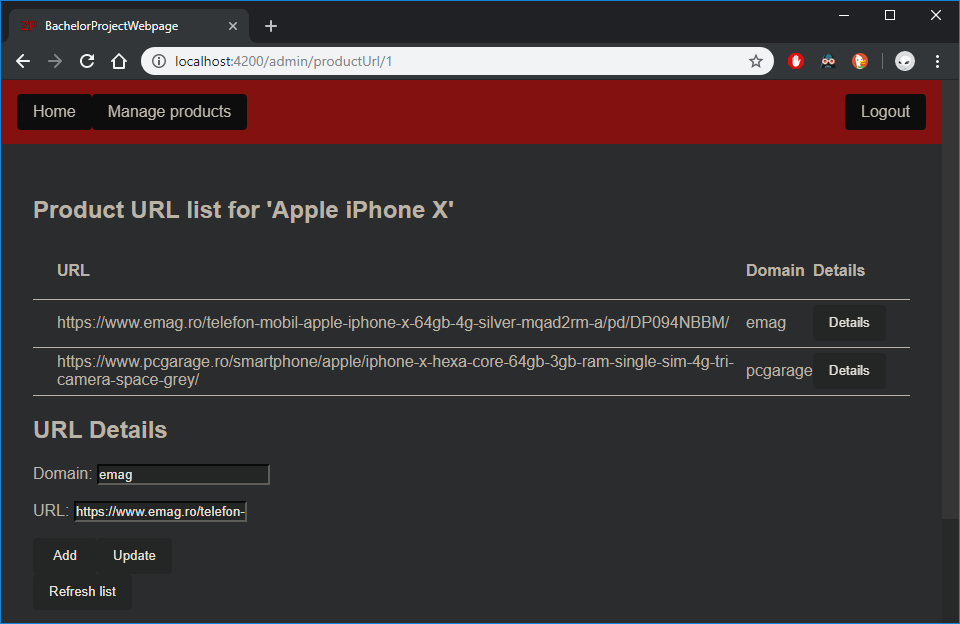 BachelorProjectWebpage
localhost:4200/admin/productUrl/1
Home Manage products Logout
Product URL list for 'Apple iPhone X'
URL Domain Details
https://www.emag.ro/telefon-mobil-apple-iphone-x-64gb-4g-silver-mqad2rm-a/pd/DP094NBBM/ emag Details
https://www.pcgarage.ro/smartphone/apple/iphone-x-hexa-core-64gb-3gb-ram-single-sim-4g-tri-
camera-space-grey/ pcgarage Details
URL Details
Domain: emag
URL: https://www.emag.ro/telefon-
Add Update
Refresh list